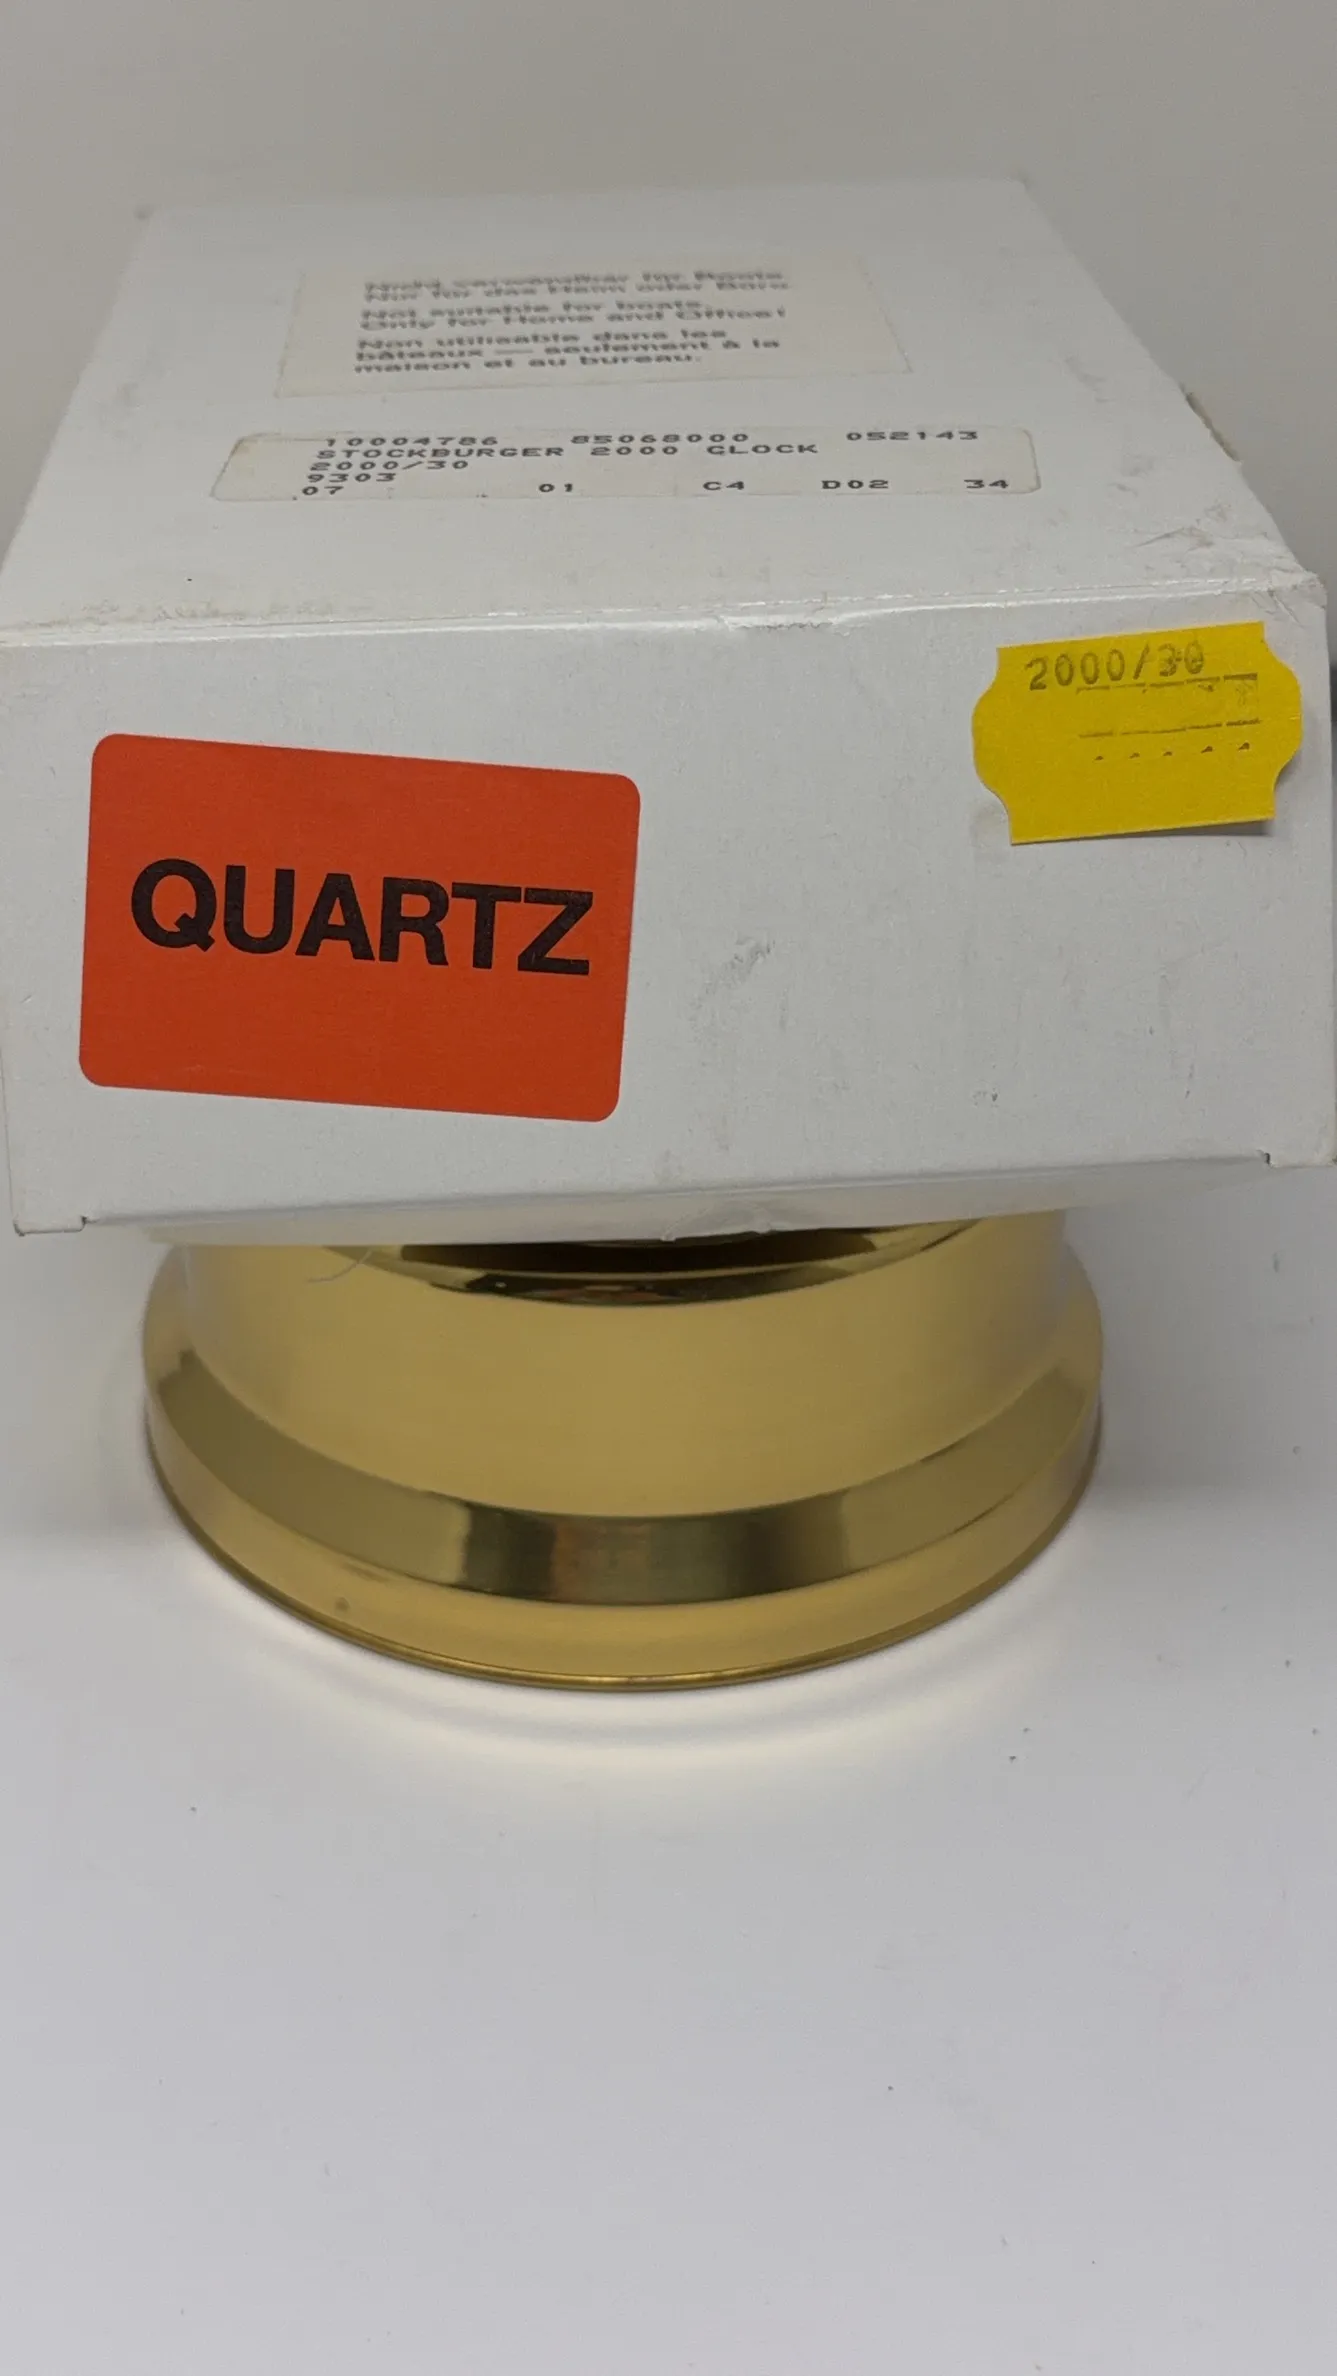 Nicht verwendbar für Boote
Nur für das Heim oder Büro
Not suitable for boats.
Only for Home and Office!
Non utilisable dans les
bâteaux — seulement à la
maison et au bureau.
10004786 85068000 052143
STOCKBURGER 2000 CLOCK
2000/30
9303
07 01 C4 D02 34
2000/30
QUARTZ